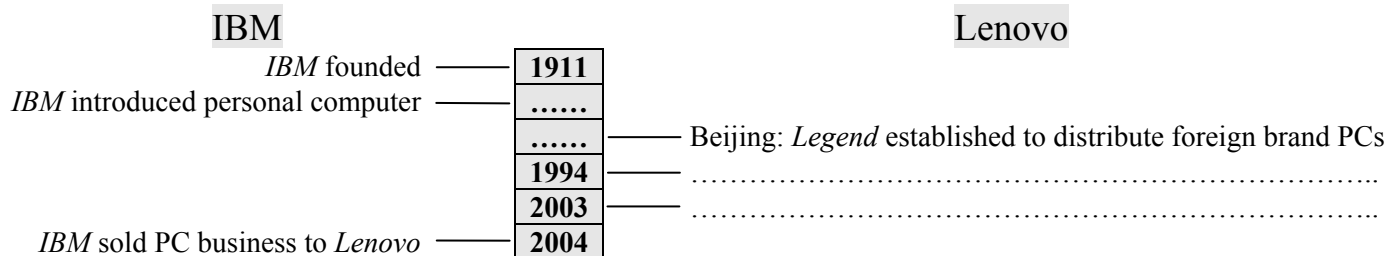 IBM Lenovo
IBM founded 1911
IBM introduced personal computer ......
...... Beijing: Legend established to distribute foreign brand PCs
1994 …………………………………………………………………..
2003 …………………………………………………………………..
IBM sold PC business to Lenovo 2004